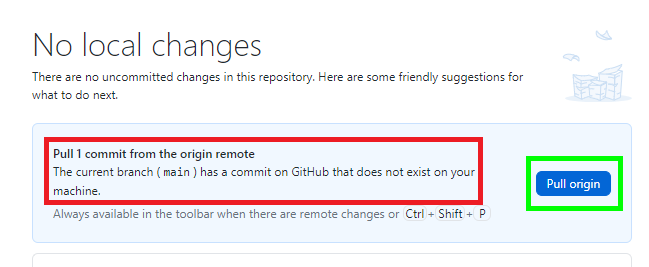 No local changes
There are no uncommitted changes in this repository. Here are some friendly suggestions for
what to do next.
Pull 1 commit from the origin remote
The current branch ( main ) has a commit on GitHub that does not exist on your
machine.
Pull origin
Always available in the toolbar when there are remote changes or Ctrl + Shift + P